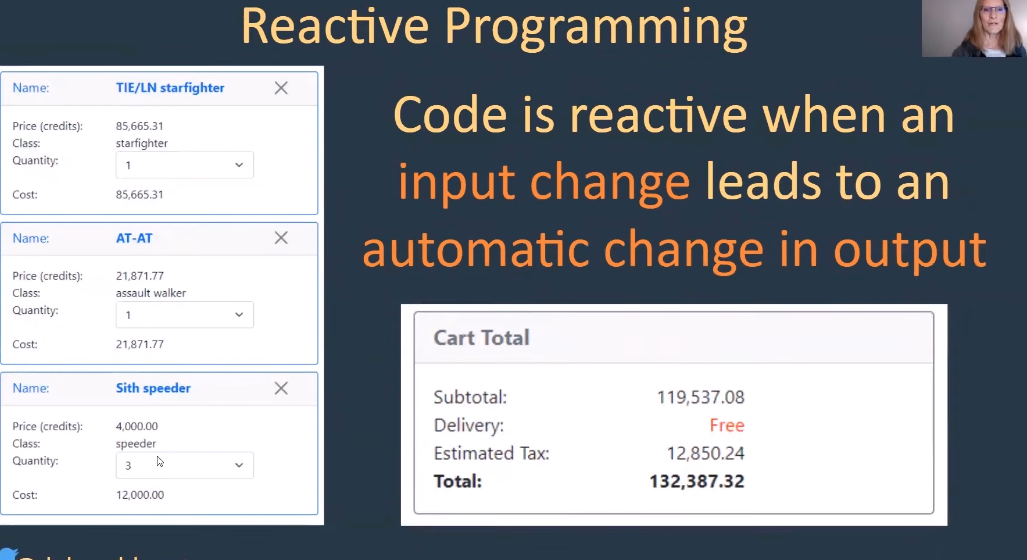 Reactive Programming
Name: TIE/LN starfighter
Price (credits): 85,665.31
Class: starfighter
Quantity: 1
Cost: 85,665.31
Name: AT-AT
Price (credits): 21,871.77
Class: assault walker
Quantity: 1
Cost: 21,871.77
Name: Sith speeder
Price (credits): 4,000.00
Class: speeder
Quantity: 3
Cost: 12,000.00
Code is reactive when an
input change leads to an
automatic change in output
Cart Total
Subtotal: 119,537.08
Delivery: Free
Estimated Tax: 12,850.24
Total: 132,387.32